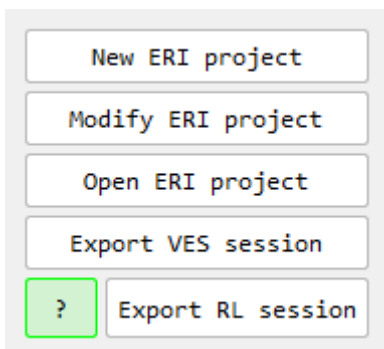 New ERI project
Modify ERI project
Open ERI project
Export VES session
? Export RL session